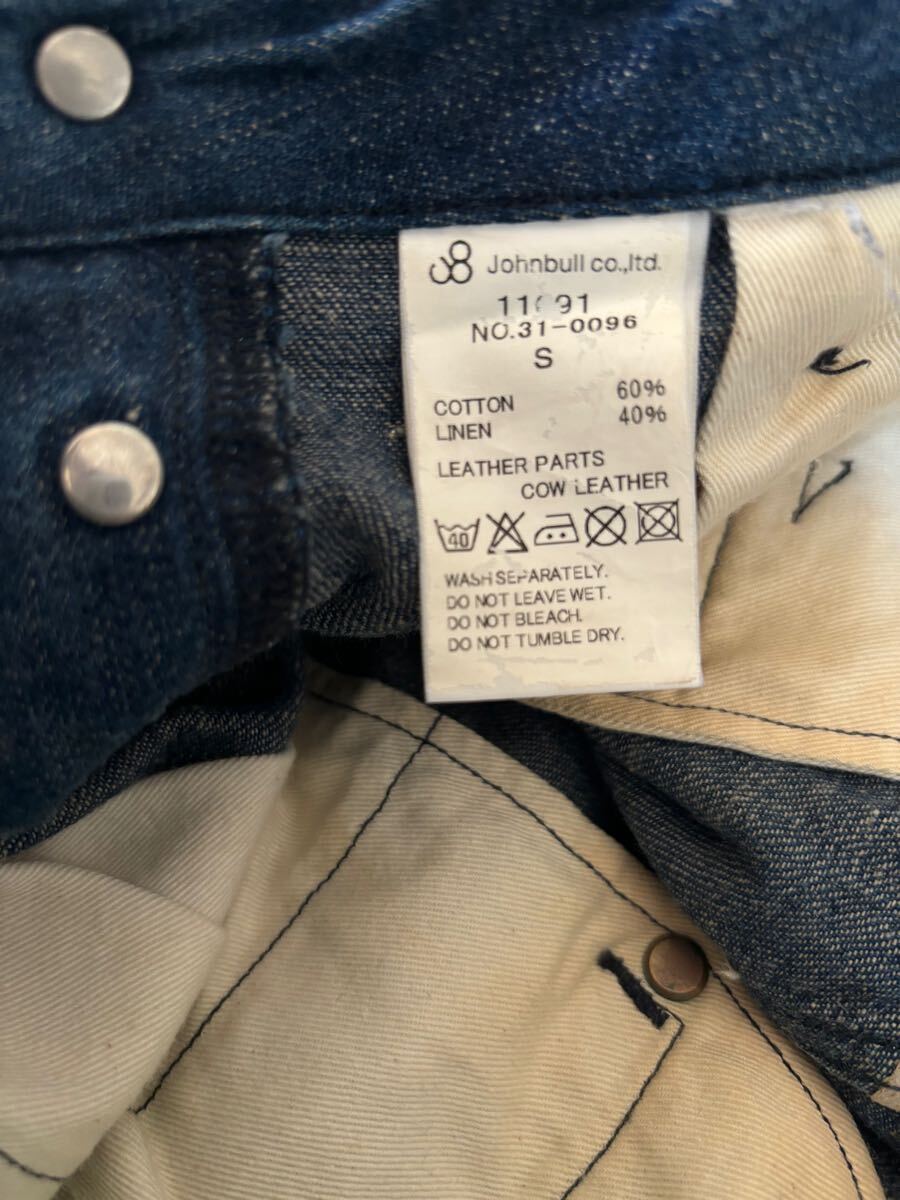 Johnbull co.,ltd.
NO.31-0096
S
COTTON 60%
LINEN 40%
LEATHER PARTS
COW LEATHER
40
WASH SEPARATELY.
DO NOT LEAVE WET.
DO NOT BLEACH.
DO NOT TUMBLE DRY.